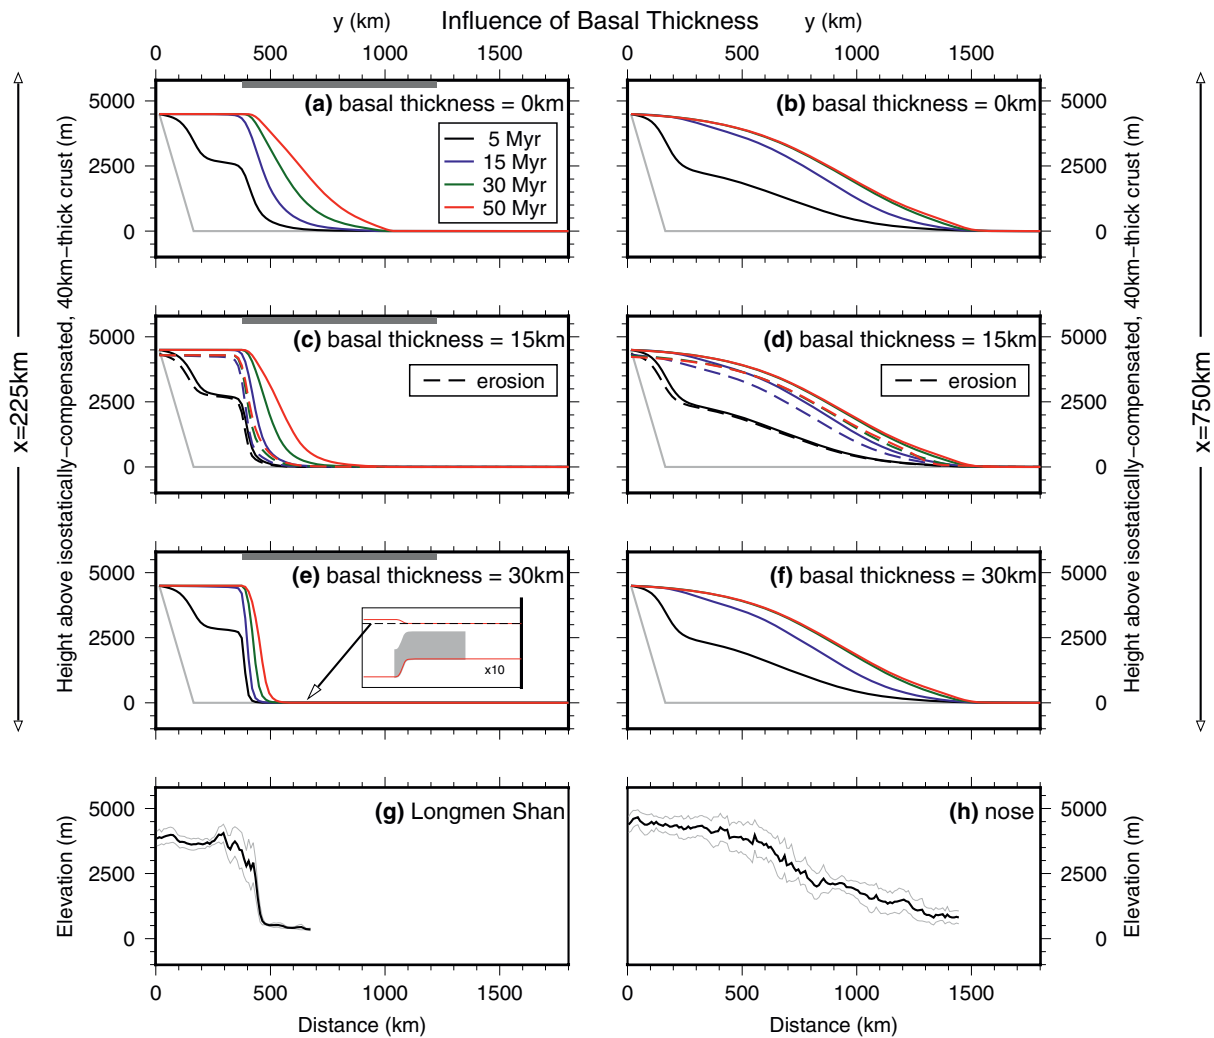 Influence of Basal Thickness
y (km)
y (km)
0 500 1000 1500
0 500 1000 1500
x=225km
Height above isostatically-compensated, 40km-thick crust (m)
5000
2500
0
(a) basal thickness = 0km
5 Myr
15 Myr
30 Myr
50 Myr
(b) basal thickness = 0km
5000
2500
0
5000
2500
0
(c) basal thickness = 15km
erosion
(d) basal thickness = 15km
erosion
5000
2500
0
5000
2500
0
(e) basal thickness = 30km
x10
(f) basal thickness = 30km
5000
2500
0
Height above isostatically-compensated, 40km-thick crust (m)
x=750km
Elevation (m)
5000
2500
0
(g) Longmen Shan
(h) nose
5000
2500
0
Elevation (m)
0 500 1000 1500
0 500 1000 1500
Distance (km)
Distance (km)